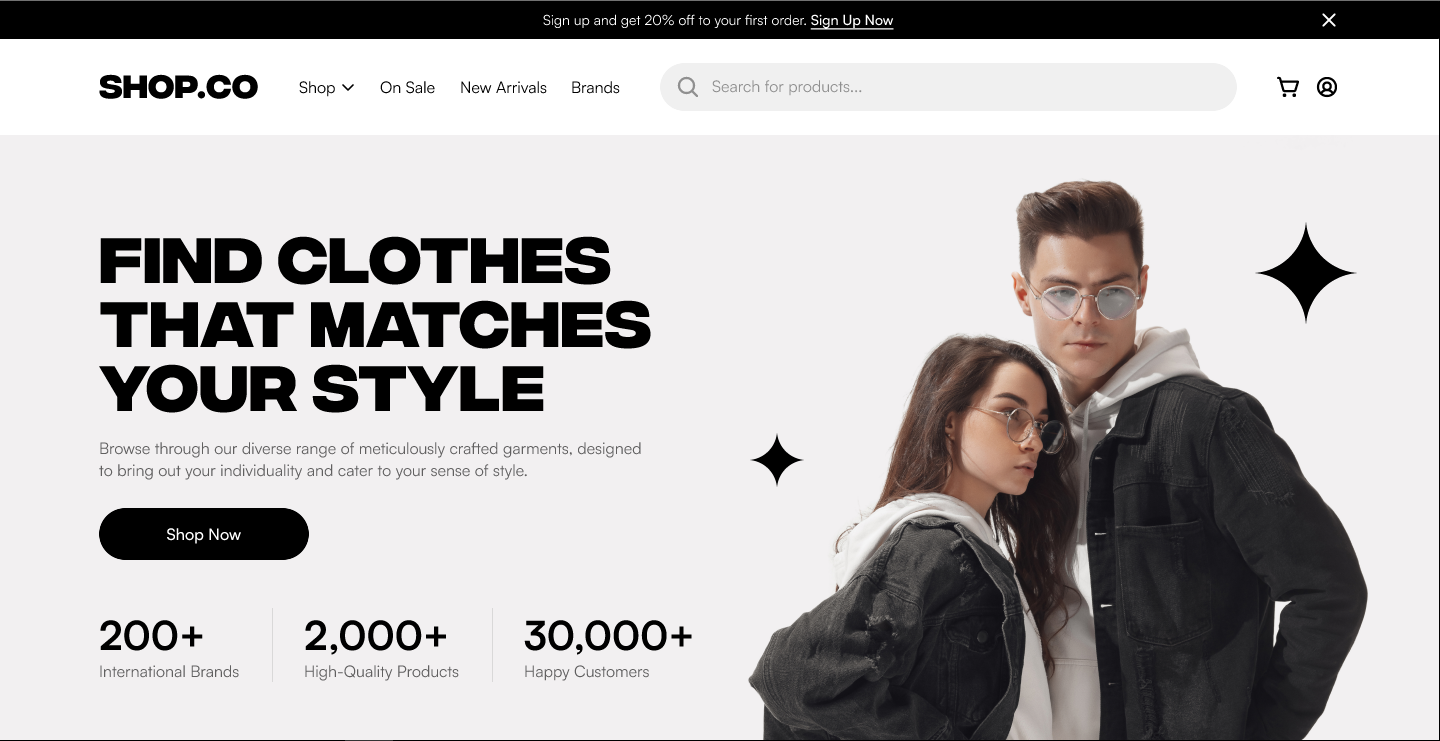 Sign up and get 20% off to your first order. Sign Up Now
SHOP.CO
Shop
On Sale
New Arrivals
Brands
Search for products...
FIND CLOTHES
THAT MATCHES
YOUR STYLE
Browse through our diverse range of meticulously crafted garments, designed
to bring out your individuality and cater to your sense of style.
Shop Now
200+
International Brands
2,000+
High-Quality Products
30,000+
Happy Customers